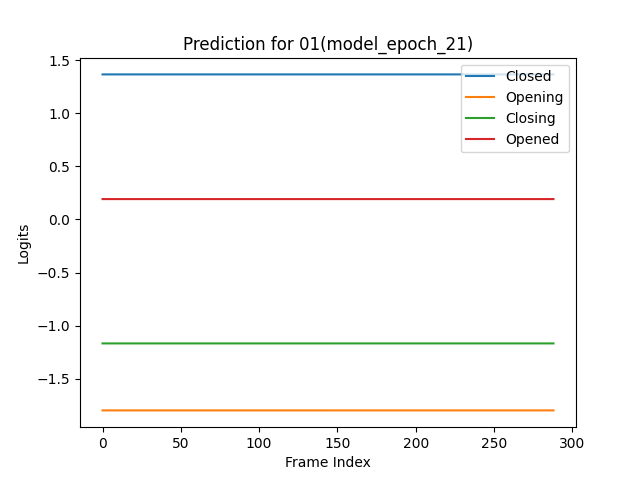 Prediction for 01(model_epoch_21)
1.5
1.0
0.5
0.0
−0.5
−1.0
−1.5
Logits
Closed
Opening
Closing
Opened
0 50 100 150 200 250 300
Frame Index